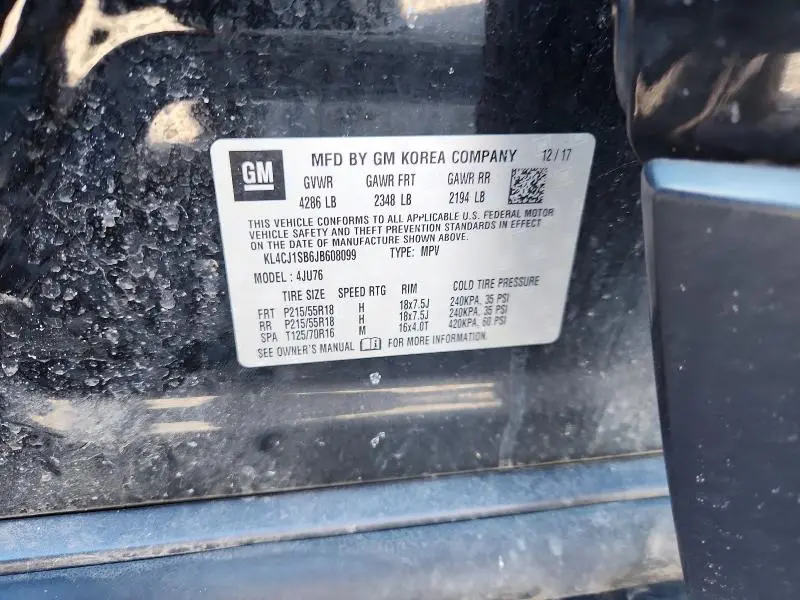 GM MFD BY GM KOREA COMPANY 12/17
GVWR GAWR FRT GAWR RR
4286 LB 2348 LB 2194 LB
THIS VEHICLE CONFORMS TO ALL APPLICABLE U.S. FEDERAL MOTOR
VEHICLE SAFETY AND THEFT PREVENTION STANDARDS IN EFFECT
ON THE DATE OF MANUFACTURE SHOWN ABOVE.
KL4CJ1SB6JB608099 TYPE: MPV
MODEL : 4JU76
TIRE SIZE SPEED RTG RIM COLD TIRE PRESSURE
FRT P215/55R18 H 18x7.5J 240KPA, 35 PSI
RR P215/55R18 H 18x7.5J 240KPA, 35 PSI
SPA T125/70R16 M 16x4.0T 420KPA, 60 PSI
SEE OWNER'S MANUAL FOR MORE INFORMATION.